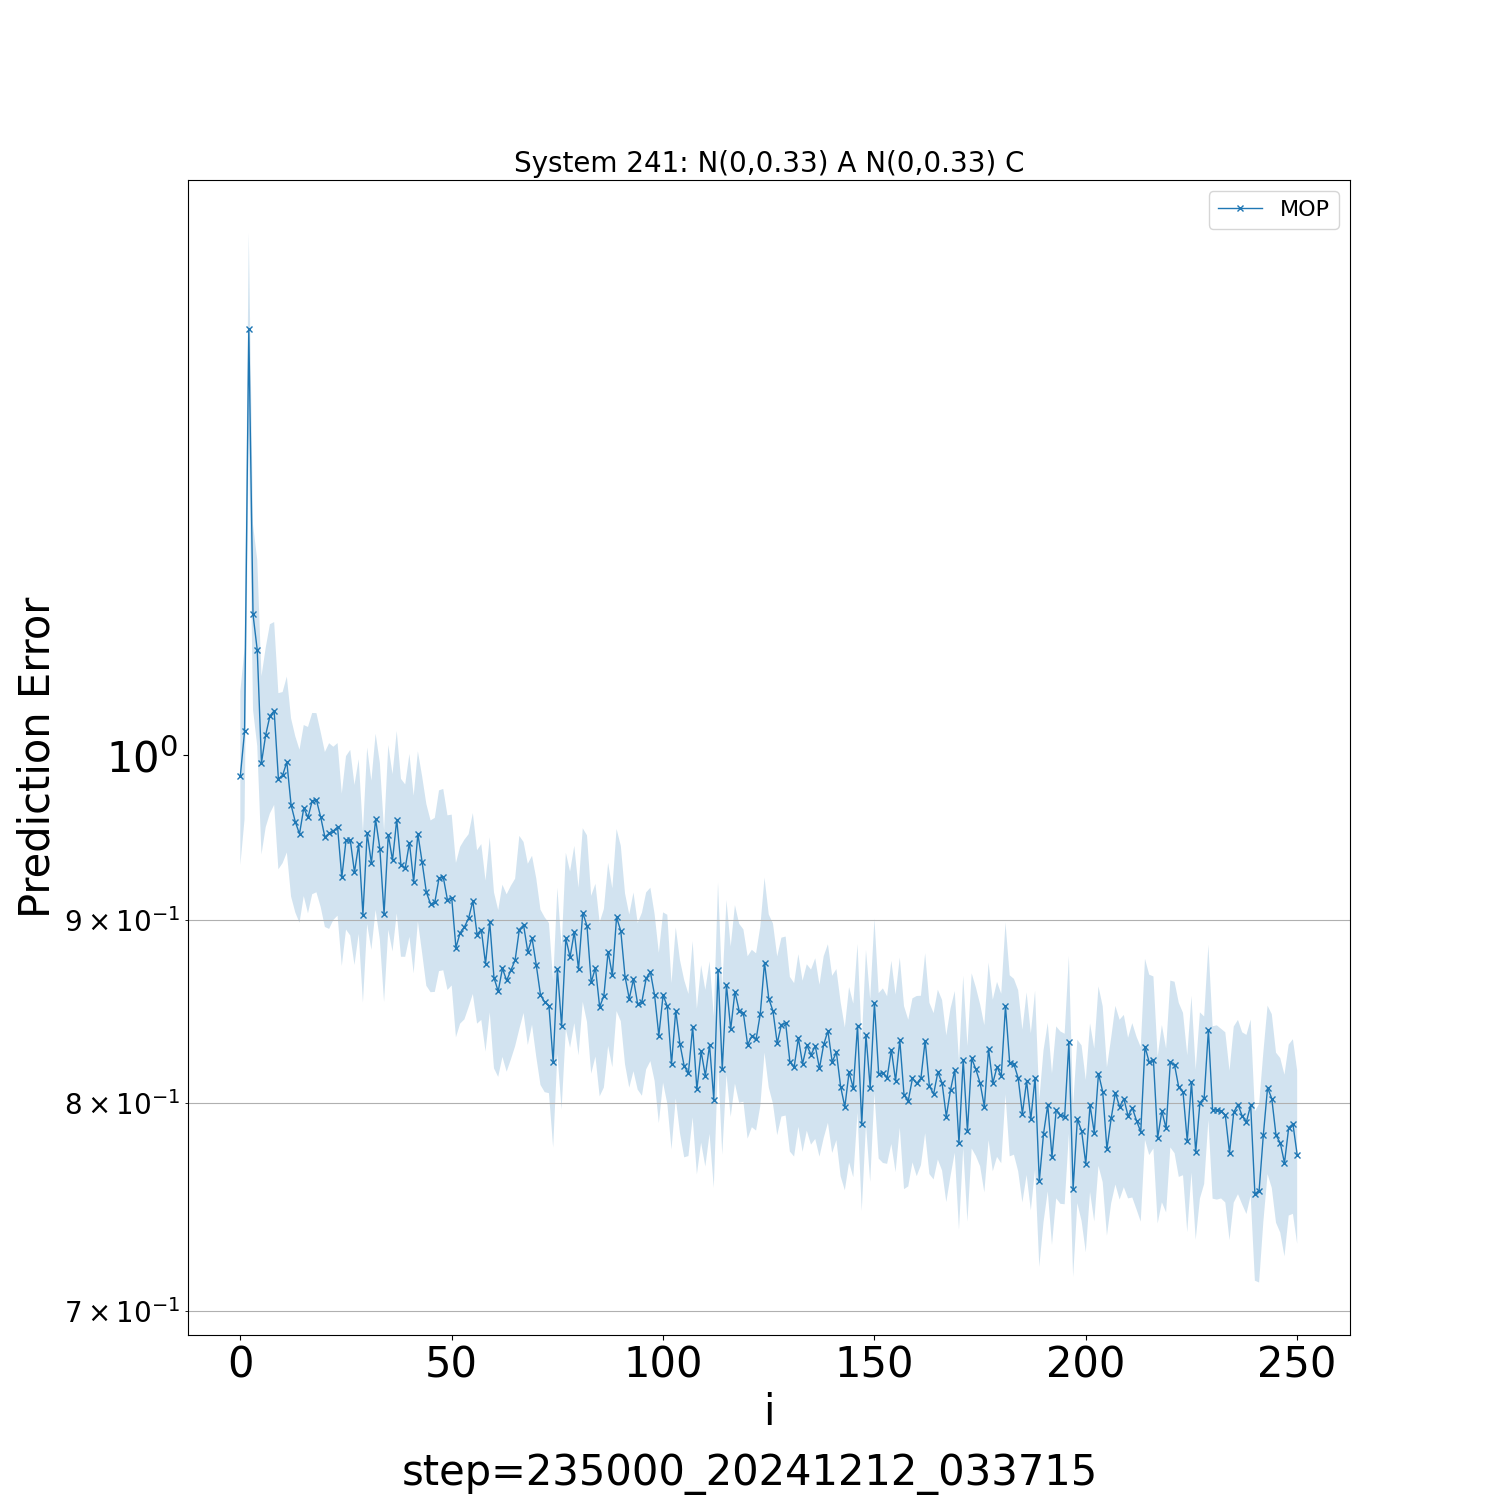 System 241: N(0,0.33) A N(0,0.33) C
MOP
Prediction Error
10⁰
9 × 10⁻¹
8 × 10⁻¹
7 × 10⁻¹
0 50 100 150 200 250
i
step=235000_20241212_033715